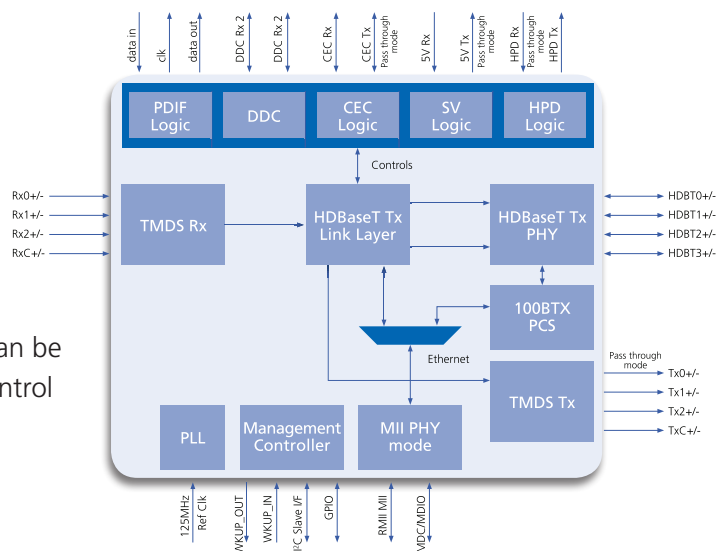 data in
clk
data out
DDC Rx 2
DDC Rx 2
CEC Rx
CEC Tx
Pass through
mode
5V Rx
5V Tx
Pass through
mode
HPD Rx
Pass through
mode
HPD Tx
PDIF
Logic
DDC
CEC
Logic
SV
Logic
HPD
Logic
Controls
Rx0+/-
Rx1+/-
Rx2+/-
RxC+/-
TMDS Rx
HDBaseT Tx
Link Layer
HDBaseT Tx
PHY
HDBT0+/-
HDBT1+/-
HDBT2+/-
HDBT3+/-
100BTX
PCS
an be
ntrol
Ethernet
Pass through
mode
Tx0+/-
Tx1+/-
Tx2+/-
TxC+/-
TMDS Tx
PLL
Management
Controller
MII PHY
mode
125MHz
Ref Clk
WKUP_OUT
WKUP_IN
I²C Slave I/F
GPIO
RMII MII
MDC/MDIO